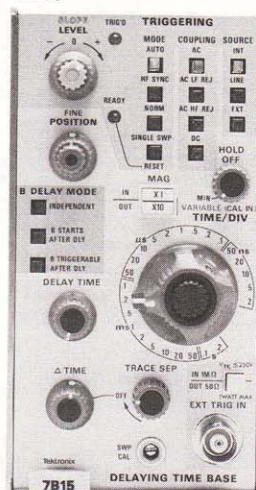 SLOPE
LEVEL
− 0 +
TRIG'D
TRIGGERING
MODE COUPLING SOURCE
AUTO AC INT
HF SYNC AC LF REJ LINE
NORM AC HF REJ EXT
SINGLE SWP DC
RESET
READY
FINE
POSITION
HOLD
OFF
MIN
MAG
IN X1
OUT X10
VARIABLE (CAL IN)
TIME/DIV
B DELAY MODE
INDEPENDENT
B STARTS
AFTER DLY
B TRIGGERABLE
AFTER DLY
DELAY TIME
µs
ns
ms
s
Δ TIME
OFF
TRACE SEP
IN 1MΩ
OUT 50Ω
EXT TRIG IN
SWP
CAL
Tektronix
7B15
DELAYING TIME BASE